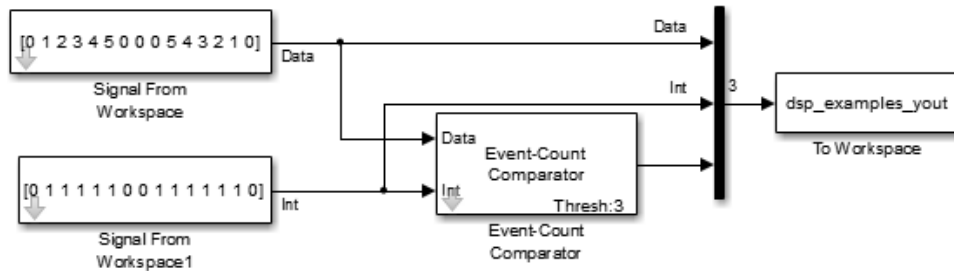 [0 1 2 3 4 5 0 0 0 5 4 3 2 1 0]
Data
Signal From
Workspace
[0 1 1 1 1 1 0 0 1 1 1 1 1 1 0]
Int
Signal From
Workspace1
Data
Int
Event-Count
Comparator
Thresh:3
Event-Count
Comparator
Data
Int
3
dsp_examples_yout
To Workspace